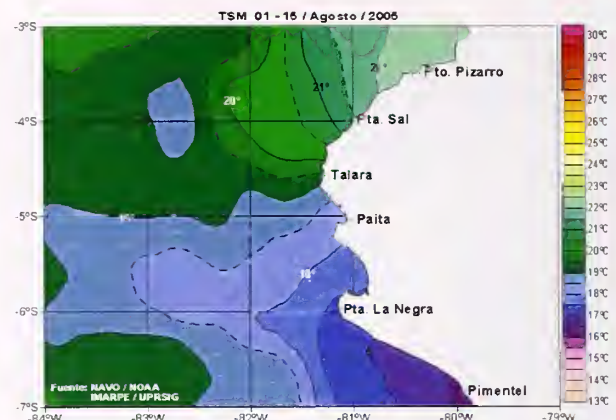 TSM 01 - 15 / Agosto / 2005
-3°S
-4°S
-5°S
-6°S
-7°S
20°
21°
Pto. Pizarro
Pta. Sal
Talara
Paita
18°
Pta. La Negra
Pimentel
Fuente: NAVO / NOAA
IMARPE / UPRSIG
-84°W
-83°W
-82°W
-81°W
-80°W
-79°W
30°C
29°C
28°C
27°C
26°C
25°C
24°C
23°C
22°C
21°C
20°C
19°C
18°C
17°C
16°C
15°C
14°C
13°C